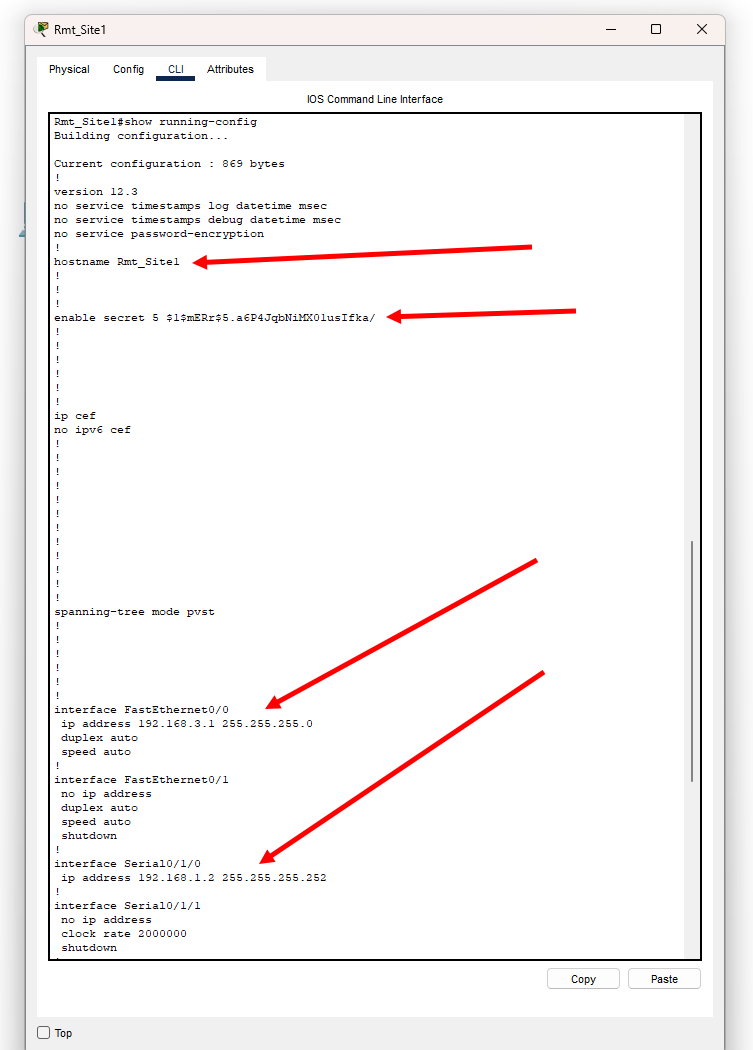 Rmt_Site1
Physical Config CLI Attributes
IOS Command Line Interface
Rmt_Site1#show running-config
Building configuration...
Current configuration : 869 bytes
!
version 12.3
no service timestamps log datetime msec
no service timestamps debug datetime msec
no service password-encryption
!
hostname Rmt_Site1
!
!
!
enable secret 5 $1$mERr$5.a6P4JqbNiMX01usIfka/
!
!
!
!
!
!
ip cef
no ipv6 cef
!
!
!
!
!
!
!
!
!
!
!
!
spanning-tree mode pvst
!
!
!
!
!
!
interface FastEthernet0/0
ip address 192.168.3.1 255.255.255.0
duplex auto
speed auto
!
interface FastEthernet0/1
no ip address
duplex auto
speed auto
shutdown
!
interface Serial0/1/0
ip address 192.168.1.2 255.255.255.252
!
interface Serial0/1/1
no ip address
clock rate 2000000
shutdown
Copy Paste
Top